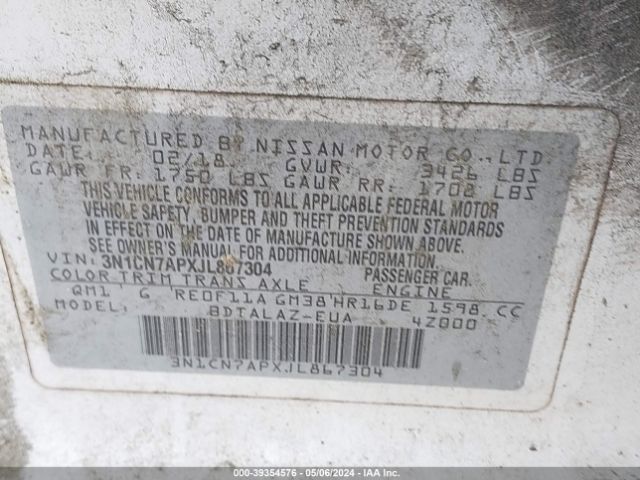 MANUFACTURED BY NISSAN MOTOR CO., LTD.
DATE: 02/18 GVWR: 3426 LBS
GAWR FR: 1750 LBS GAWR RR: 1702 LBS
THIS VEHICLE CONFORMS TO ALL APPLICABLE FEDERAL MOTOR
VEHICLE SAFETY, BUMPER AND THEFT PREVENTION STANDARDS
IN EFFECT ON THE DATE OF MANUFACTURE SHOWN ABOVE.
SEE OWNER'S MANUAL FOR ADDITIONAL INFORMATION.
VIN: 3N1CN7APXJL867304 PASSENGER CAR.
COLOR TRIM TRANS AXLE ENGINE
QM1 G RE0F11A GM38 HR16DE 1598 CC
MODEL: BDTALAZ-EUA 4Z000
3N1CN7APXJL867304
000-39354576 - 05/06/2024 - IAA Inc.